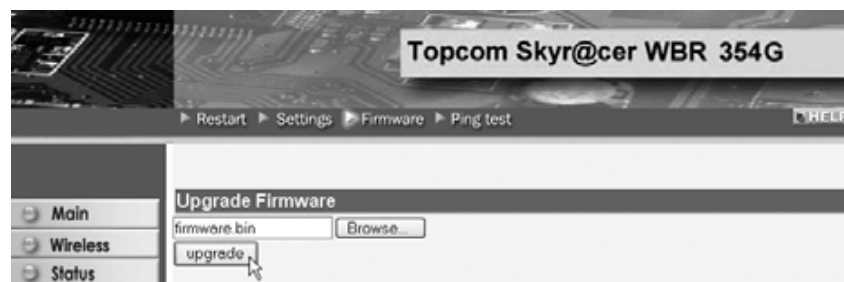 Topcom Skyr@cer WBR 354G
Restart Settings Firmware Ping test HELP
Upgrade Firmware
firmware.bin Browse...
upgrade
Main
Wireless
Status